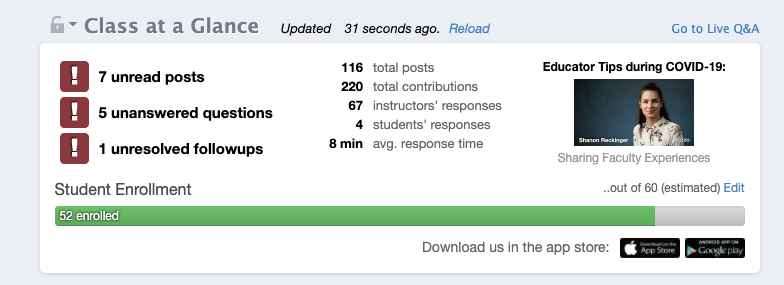 Class at a Glance Updated 31 seconds ago. Reload Go to Live Q&A
! 7 unread posts
! 5 unanswered questions
! 1 unresolved followups
116 total posts
220 total contributions
67 instructors' responses
4 students' responses
8 min avg. response time
Educator Tips during COVID-19:
Shanon Reckinger
Sharing Faculty Experiences
Student Enrollment ..out of 60 (estimated) Edit
52 enrolled
Download us in the app store:
Download on the
App Store
ANDROID APP ON
Google play